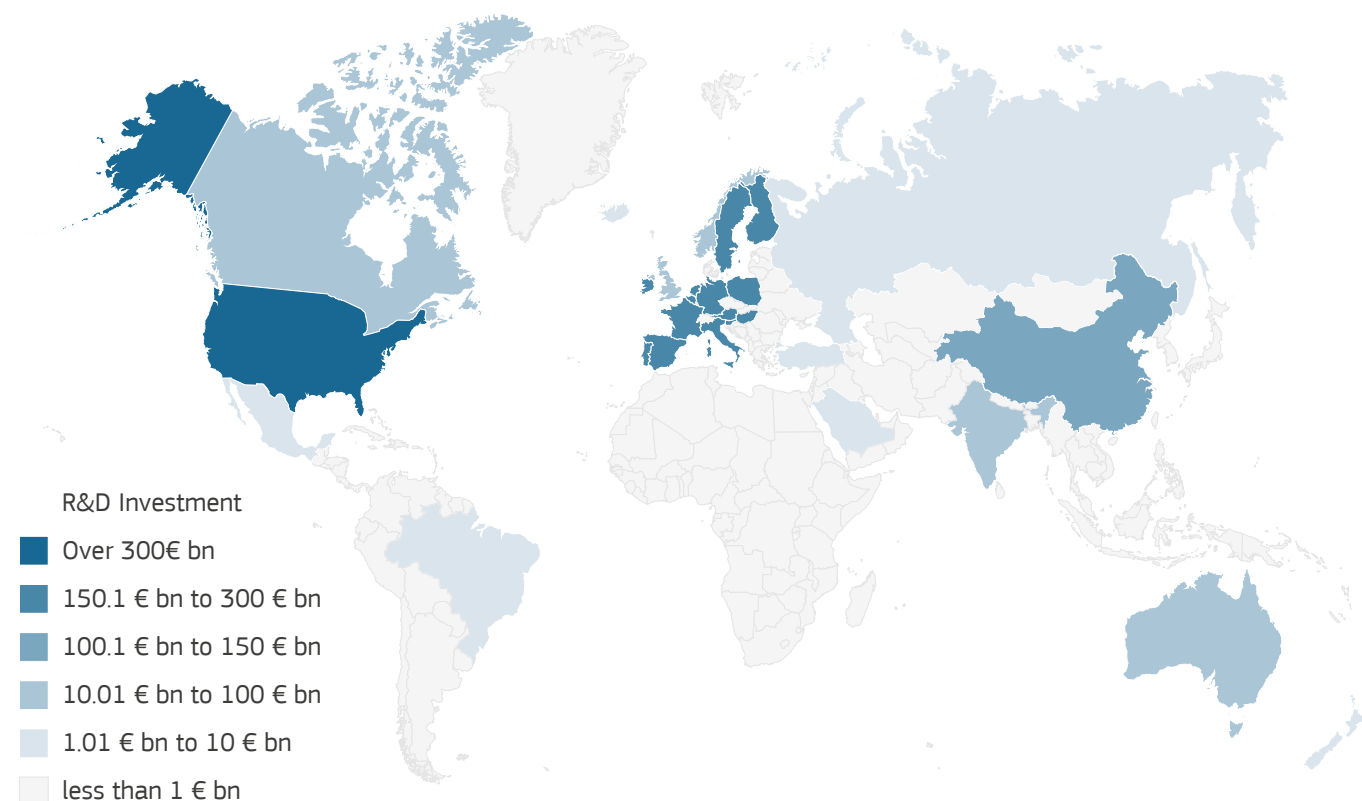 R&D Investment
Over 300€ bn
150.1 € bn to 300 € bn
100.1 € bn to 150 € bn
10.01 € bn to 100 € bn
1.01 € bn to 10 € bn
less than 1 € bn